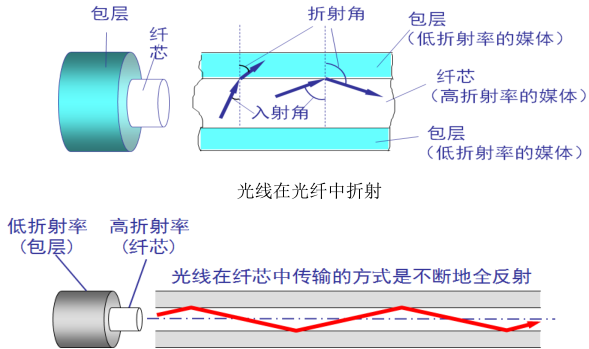 包层
纤
芯
折射角
入射角
包层
（低折射率的媒体）
纤芯
（高折射率的媒体）
包层
（低折射率的媒体）
光线在光纤中折射
低折射率
（包层）
高折射率
（纤芯）
光线在纤芯中传输的方式是不断地全反射